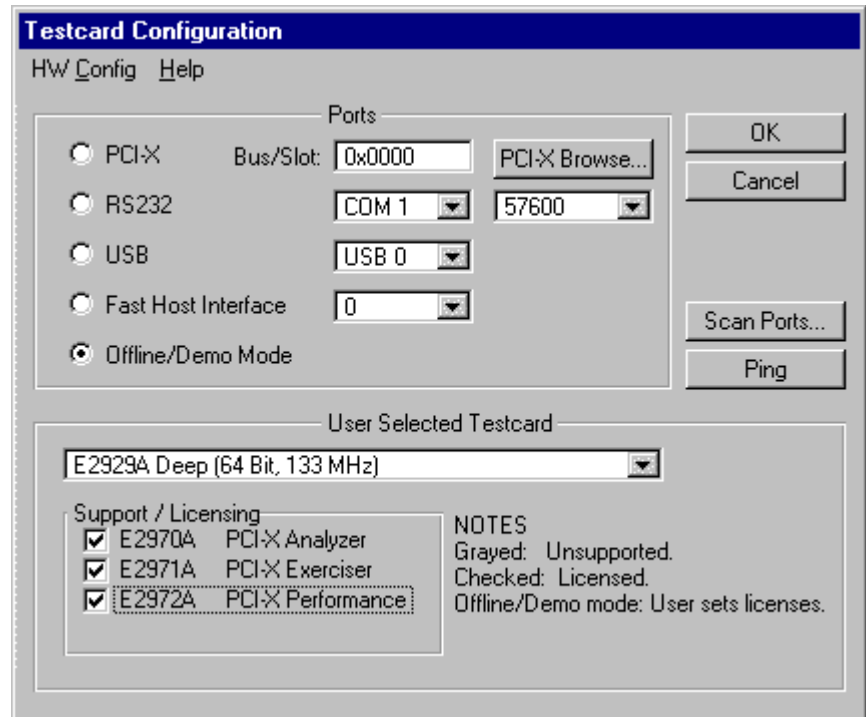 Testcard Configuration
HW Config Help
Ports
PCI-X Bus/Slot: 0x0000 PCI-X Browse...
RS232 COM 1 57600
USB USB 0
Fast Host Interface 0
Offline/Demo Mode
OK
Cancel
Scan Ports...
Ping
User Selected Testcard
E2929A Deep (64 Bit, 133 MHz)
Support / Licensing
E2970A PCI-X Analyzer
E2971A PCI-X Exerciser
E2972A PCI-X Performance
NOTES
Grayed: Unsupported.
Checked: Licensed.
Offline/Demo mode: User sets licenses.